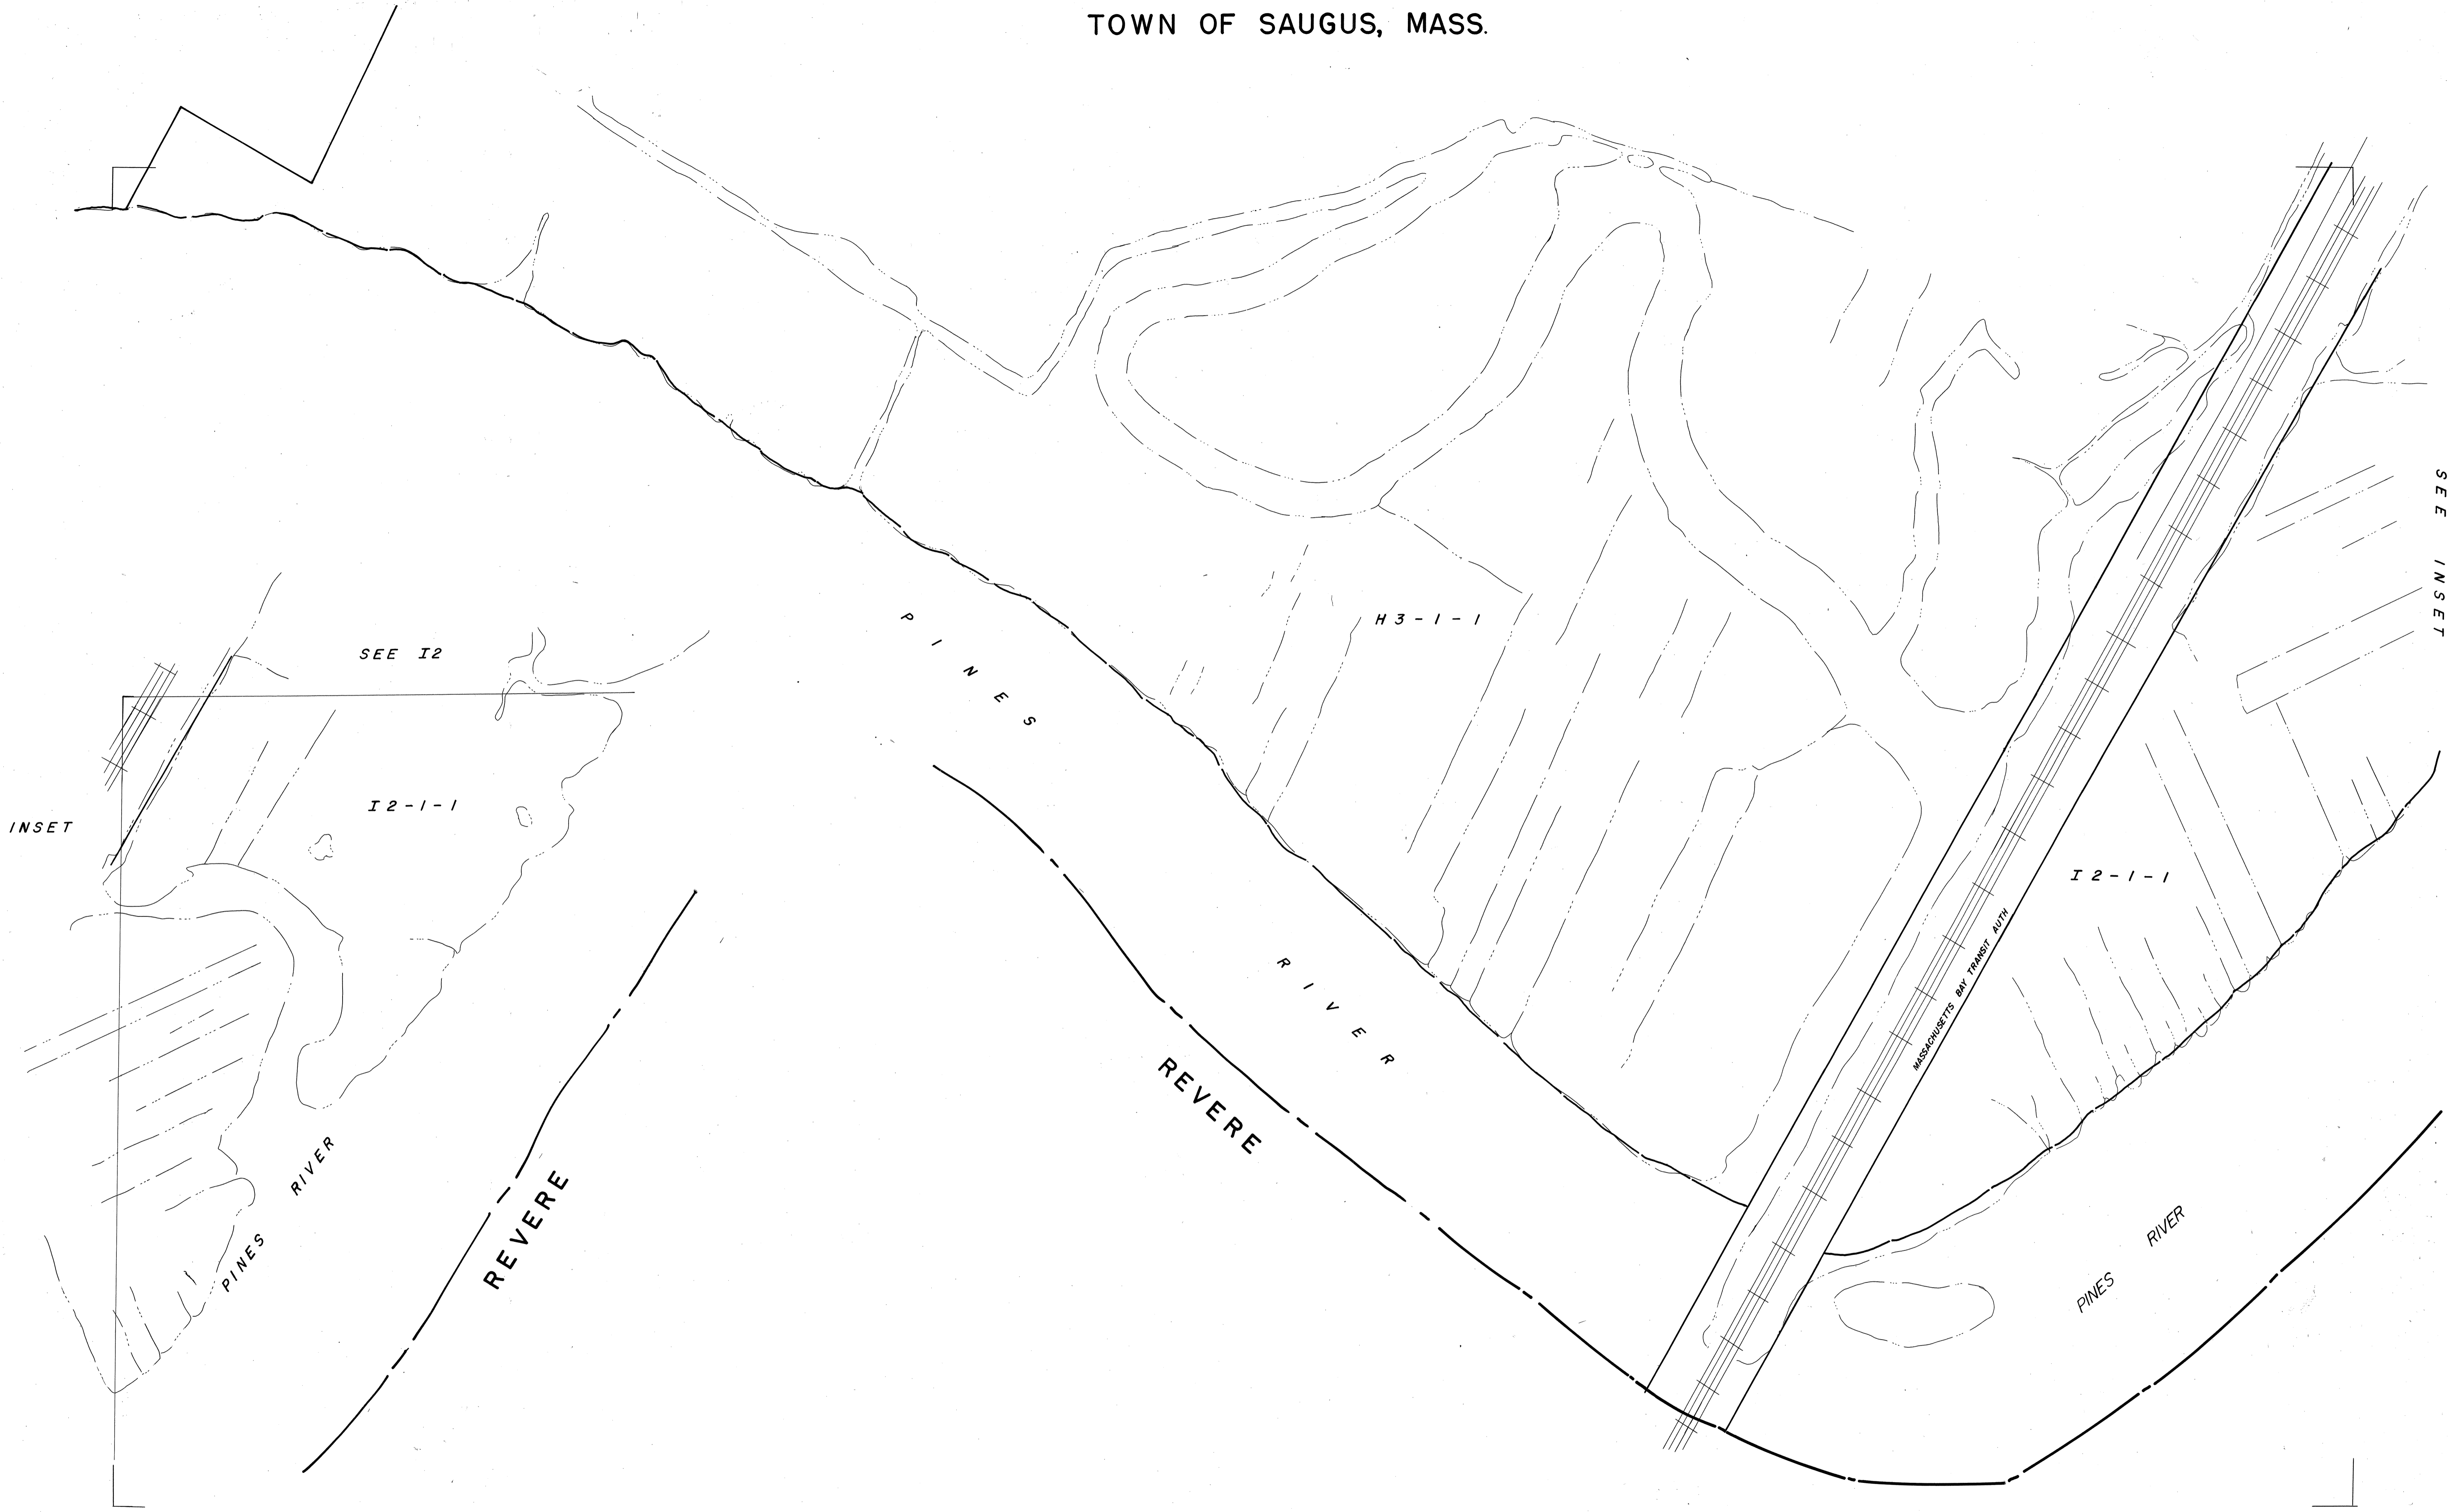 TOWN OF SAUGUS, MASS.
SEE INSET
PINES
H3-1-1
SEE I2
I2-1-1
INSET
I2-1-1
MASSACHUSETTS BAY TRANSIT AUTH
RIVER
REVERE
PINES RIVER
REVERE
PINES RIVER